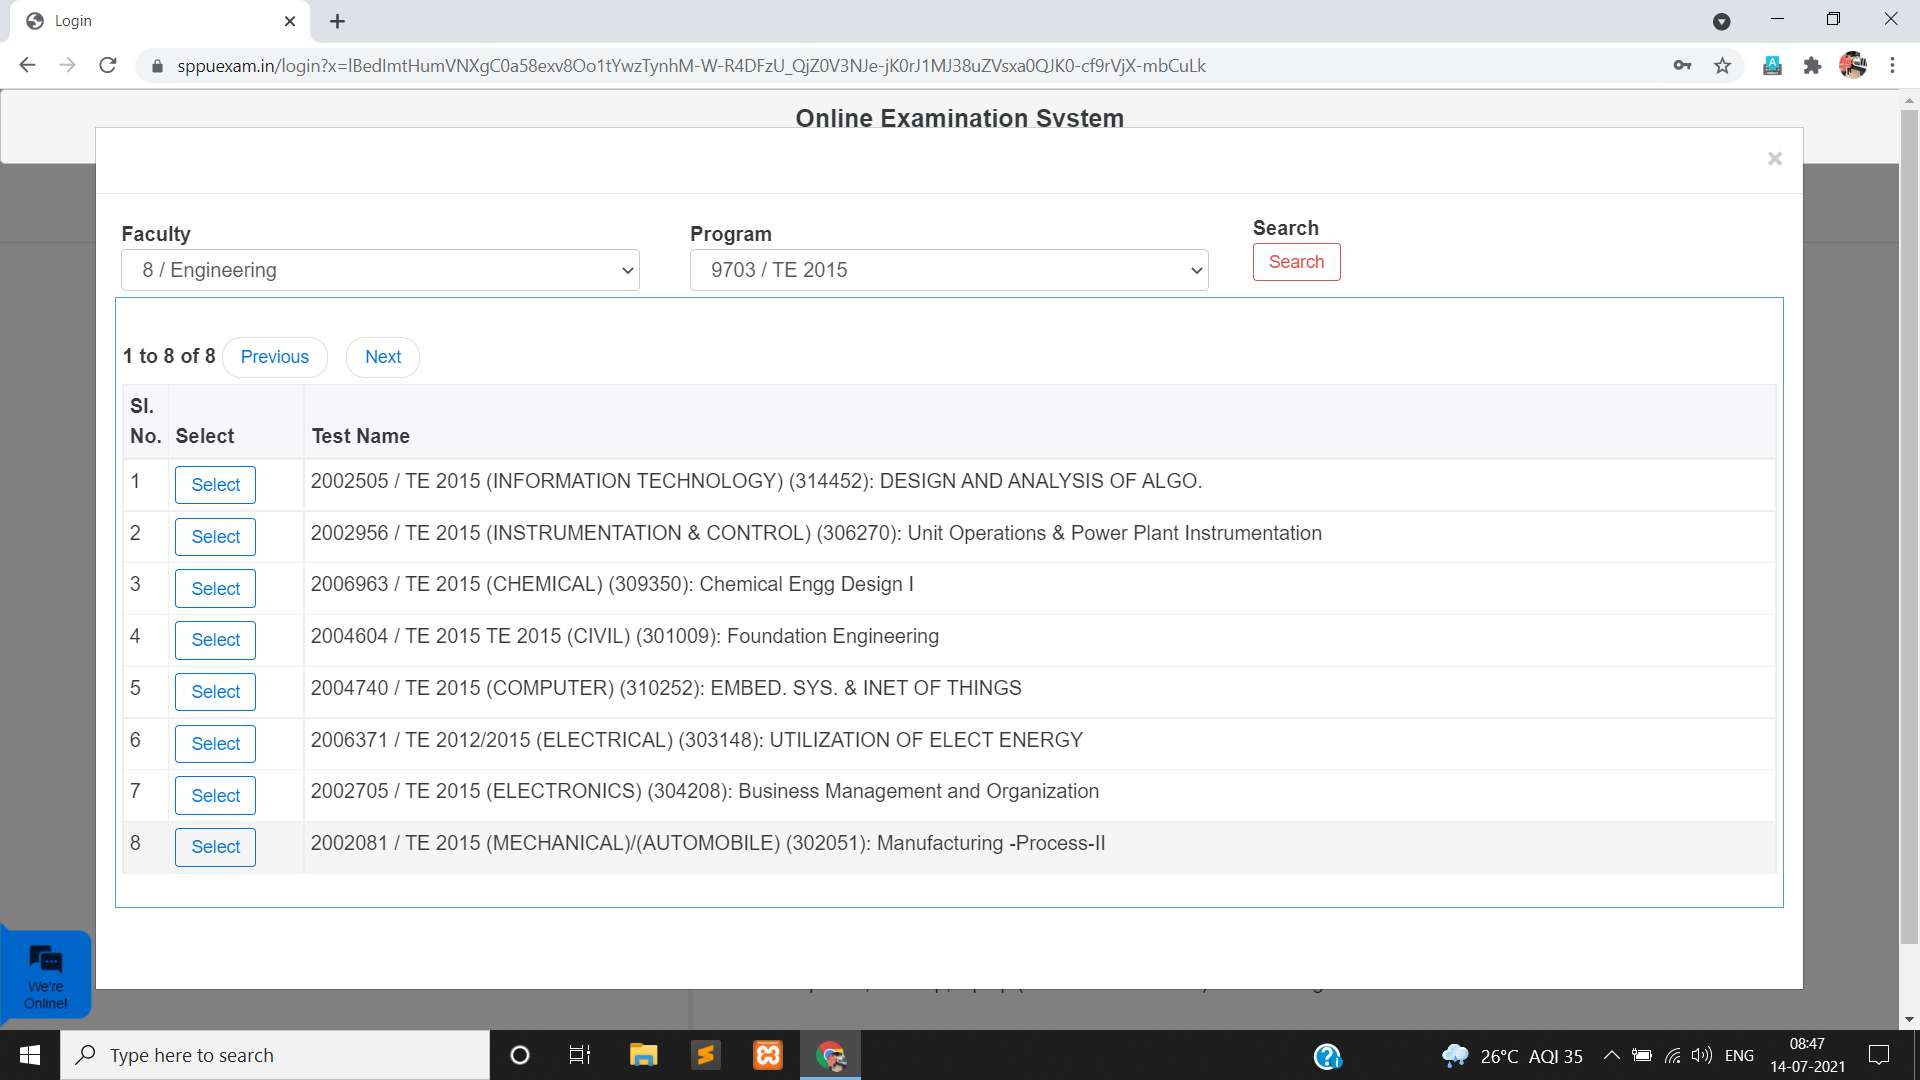 Login
sppuexam.in/login?x=lBedImtHumVNXgC0a58exv8Oo1tYwzTynhM-W-R4DFzU_QjZ0V3NJe-jK0rJ1MJ38uZVsxa0QJK0-cf9rVjX-mbCuLk
Online Examination System
×
Faculty
Program
Search
8 / Engineering
9703 / TE 2015
Search
1 to 8 of 8 Previous Next
Sl. No. Select Test Name
1 Select 2002505 / TE 2015 (INFORMATION TECHNOLOGY) (314452): DESIGN AND ANALYSIS OF ALGO.
2 Select 2002956 / TE 2015 (INSTRUMENTATION & CONTROL) (306270): Unit Operations & Power Plant Instrumentation
3 Select 2006963 / TE 2015 (CHEMICAL) (309350): Chemical Engg Design I
4 Select 2004604 / TE 2015 TE 2015 (CIVIL) (301009): Foundation Engineering
5 Select 2004740 / TE 2015 (COMPUTER) (310252): EMBED. SYS. & INET OF THINGS
6 Select 2006371 / TE 2012/2015 (ELECTRICAL) (303148): UTILIZATION OF ELECT ENERGY
7 Select 2002705 / TE 2015 (ELECTRONICS) (304208): Business Management and Organization
8 Select 2002081 / TE 2015 (MECHANICAL)/(AUTOMOBILE) (302051): Manufacturing -Process-II
We're
Online!
Type here to search
26°C AQI 35
ENG
08:47
14-07-2021